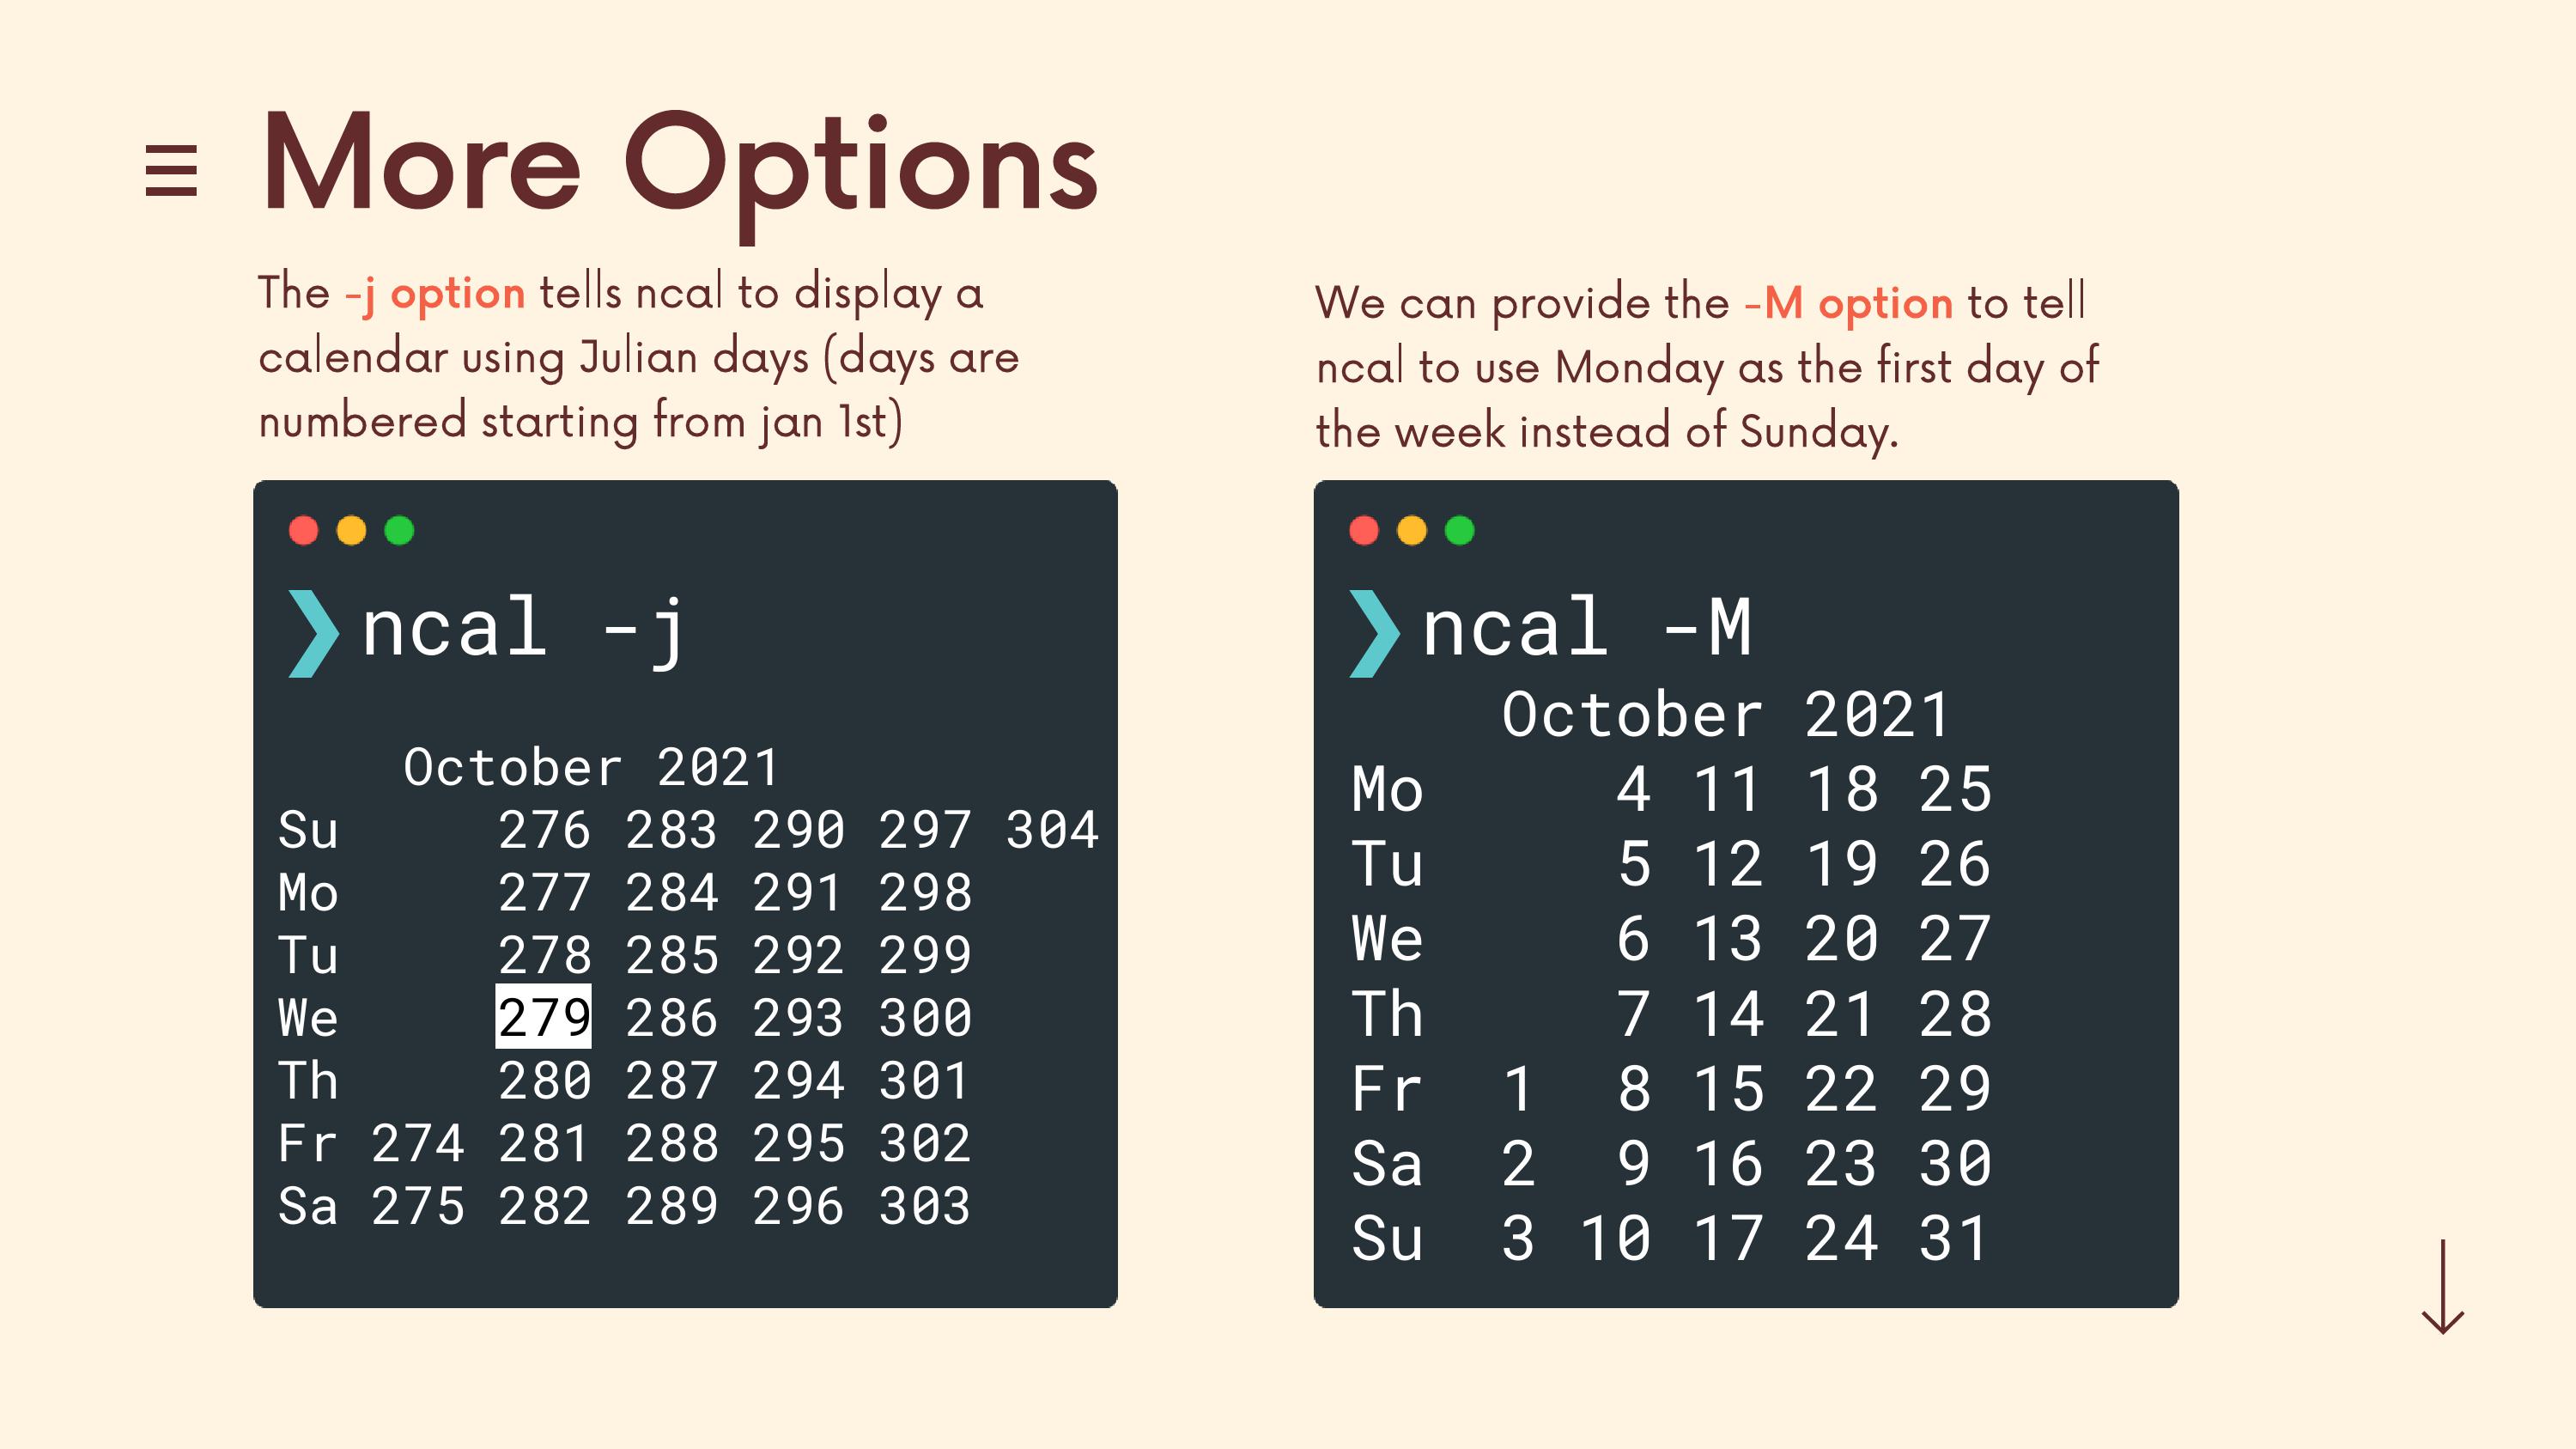 More Options
The -j option tells ncal to display a
calendar using Julian days (days are
numbered starting from jan 1st)
❯ ncal -j
October 2021
Su     276 283 290 297 304
Mo     277 284 291 298
Tu     278 285 292 299
We     279 286 293 300
Th     280 287 294 301
Fr 274 281 288 295 302
Sa 275 282 289 296 303
We can provide the -M option to tell
ncal to use Monday as the first day of
the week instead of Sunday.
❯ ncal -M
October 2021
Mo     4 11 18 25
Tu     5 12 19 26
We     6 13 20 27
Th     7 14 21 28
Fr  1  8 15 22 29
Sa  2  9 16 23 30
Su  3 10 17 24 31